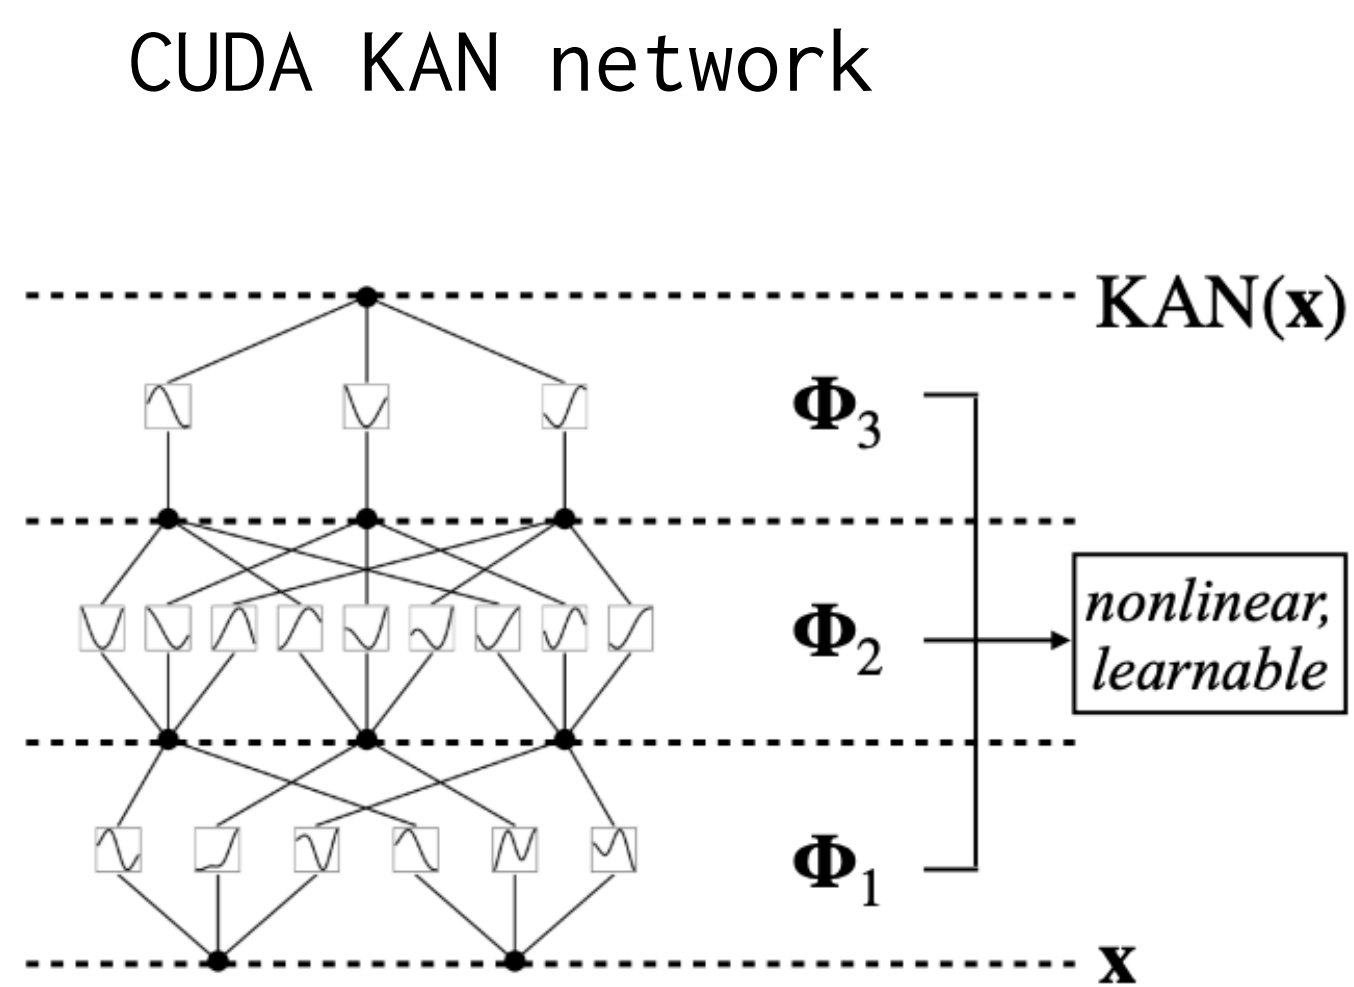 CUDA KAN network
KAN(x)
Φ3
Φ2
nonlinear,
learnable
Φ1
x